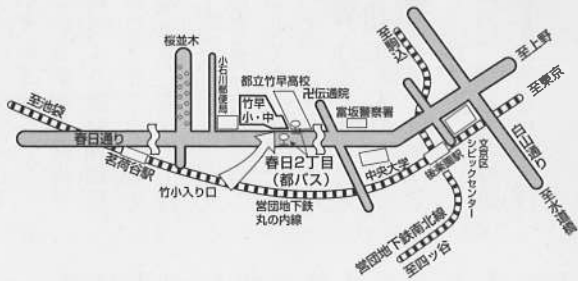 桜並木
小石川郵便局
都立竹早高校
卍伝通院
竹早
小・中
富坂警察署
至駒込
至上野
至東京
至池袋
春日通り
茗荷谷駅
竹小入り口
春日2丁目
(都バス)
営団地下鉄
丸の内線
中央大学
後楽園駅
文京区
シビックセンター
白山通り
至水道橋
営団地下鉄南北線
至四ッ谷